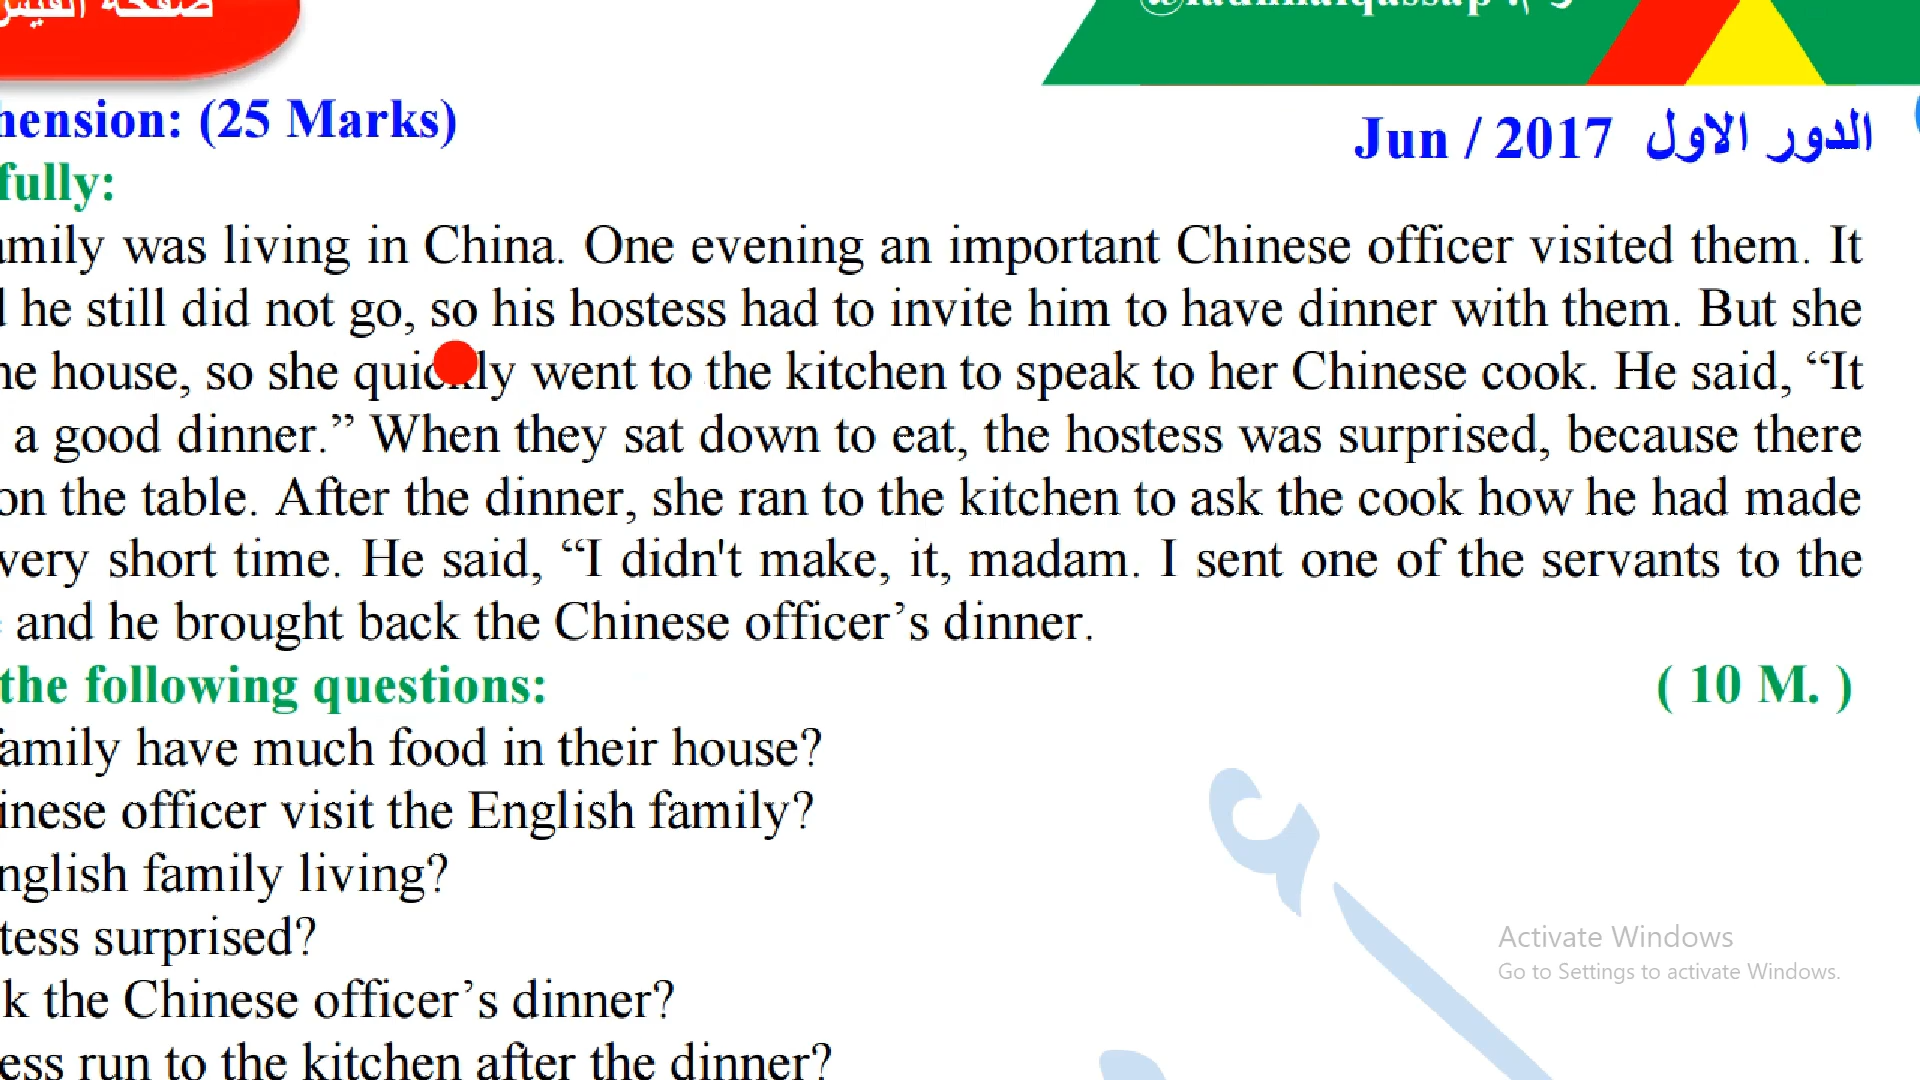 صفحة الفيس
@laannalqassap
hension: (25 Marks)
Jun / 2017 الدور الاول
fully:
amily was living in China. One evening an important Chinese officer visited them. It
d he still did not go, so his hostess had to invite him to have dinner with them. But she
he house, so she quickly went to the kitchen to speak to her Chinese cook. He said, “It
a good dinner.” When they sat down to eat, the hostess was surprised, because there
on the table. After the dinner, she ran to the kitchen to ask the cook how he had made
very short time. He said, “I didn't make, it, madam. I sent one of the servants to the
and he brought back the Chinese officer’s dinner.
the following questions:
( 10 M. )
family have much food in their house?
inese officer visit the English family?
nglish family living?
tess surprised?
k the Chinese officer’s dinner?
ess run to the kitchen after the dinner?
Activate Windows
Go to Settings to activate Windows.